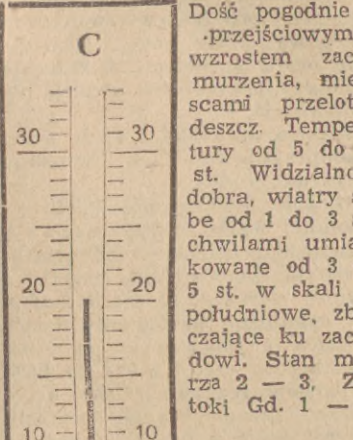 C
30 30
20 20
10 10
Dość pogodnie
przejściowym
wzrostem zac
murzenia, mie
scami przelot
deszcz. Tempe
tury od 5 do
st. Widzialno
dobra, wiatry
be od 1 do 3
chwilami umia
kowane od 3
5 st. w skali
południowe, zb
czające ku zac
dowi. Stan m
rza 2 — 3, Z
toki Gd. 1 —